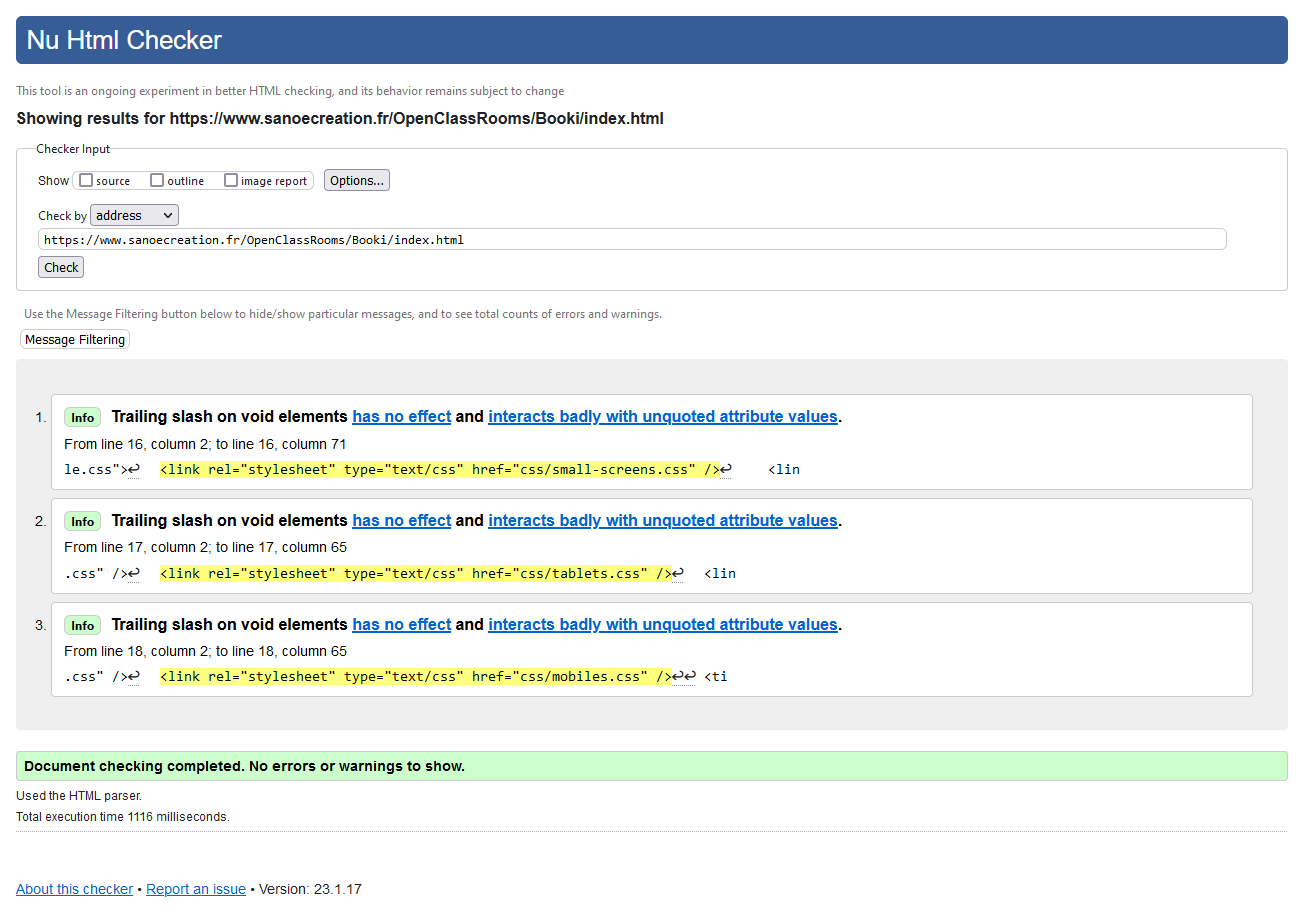 Nu Html Checker
This tool is an ongoing experiment in better HTML checking, and its behavior remains subject to change
Showing results for https://www.sanoecreation.fr/OpenClassRooms/Booki/index.html
Checker Input
Show source outline image report Options...
Check by address
https://www.sanoecreation.fr/OpenClassRooms/Booki/index.html
Check
Use the Message Filtering button below to hide/show particular messages, and to see total counts of errors and warnings.
Message Filtering
1. Info Trailing slash on void elements has no effect and interacts badly with unquoted attribute values.
From line 16, column 2; to line 16, column 71
le.css">↩ <link rel="stylesheet" type="text/css" href="css/small-screens.css" />↩ <lin
2. Info Trailing slash on void elements has no effect and interacts badly with unquoted attribute values.
From line 17, column 2; to line 17, column 65
.css" />↩ <link rel="stylesheet" type="text/css" href="css/tablets.css" />↩ <lin
3. Info Trailing slash on void elements has no effect and interacts badly with unquoted attribute values.
From line 18, column 2; to line 18, column 65
.css" />↩ <link rel="stylesheet" type="text/css" href="css/mobiles.css" />↩↩ <ti
Document checking completed. No errors or warnings to show.
Used the HTML parser.
Total execution time 1116 milliseconds.
About this checker • Report an issue • Version: 23.1.17